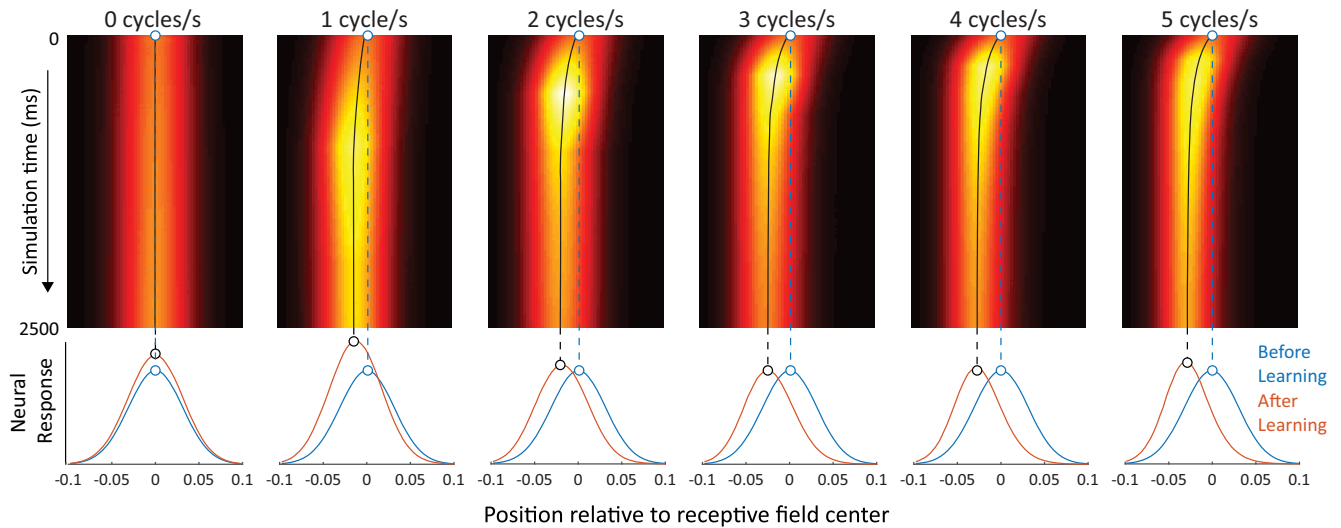 0 cycles/s 1 cycle/s 2 cycles/s 3 cycles/s 4 cycles/s 5 cycles/s
0
Simulation time (ms)
2500
Neural
Response
Before
Learning
After
Learning
-0.1 -0.05 0 0.05 0.1 -0.1 -0.05 0 0.05 0.1 -0.1 -0.05 0 0.05 0.1 -0.1 -0.05 0 0.05 0.1 -0.1 -0.05 0 0.05 0.1 -0.1 -0.05 0 0.05 0.1
Position relative to receptive field center